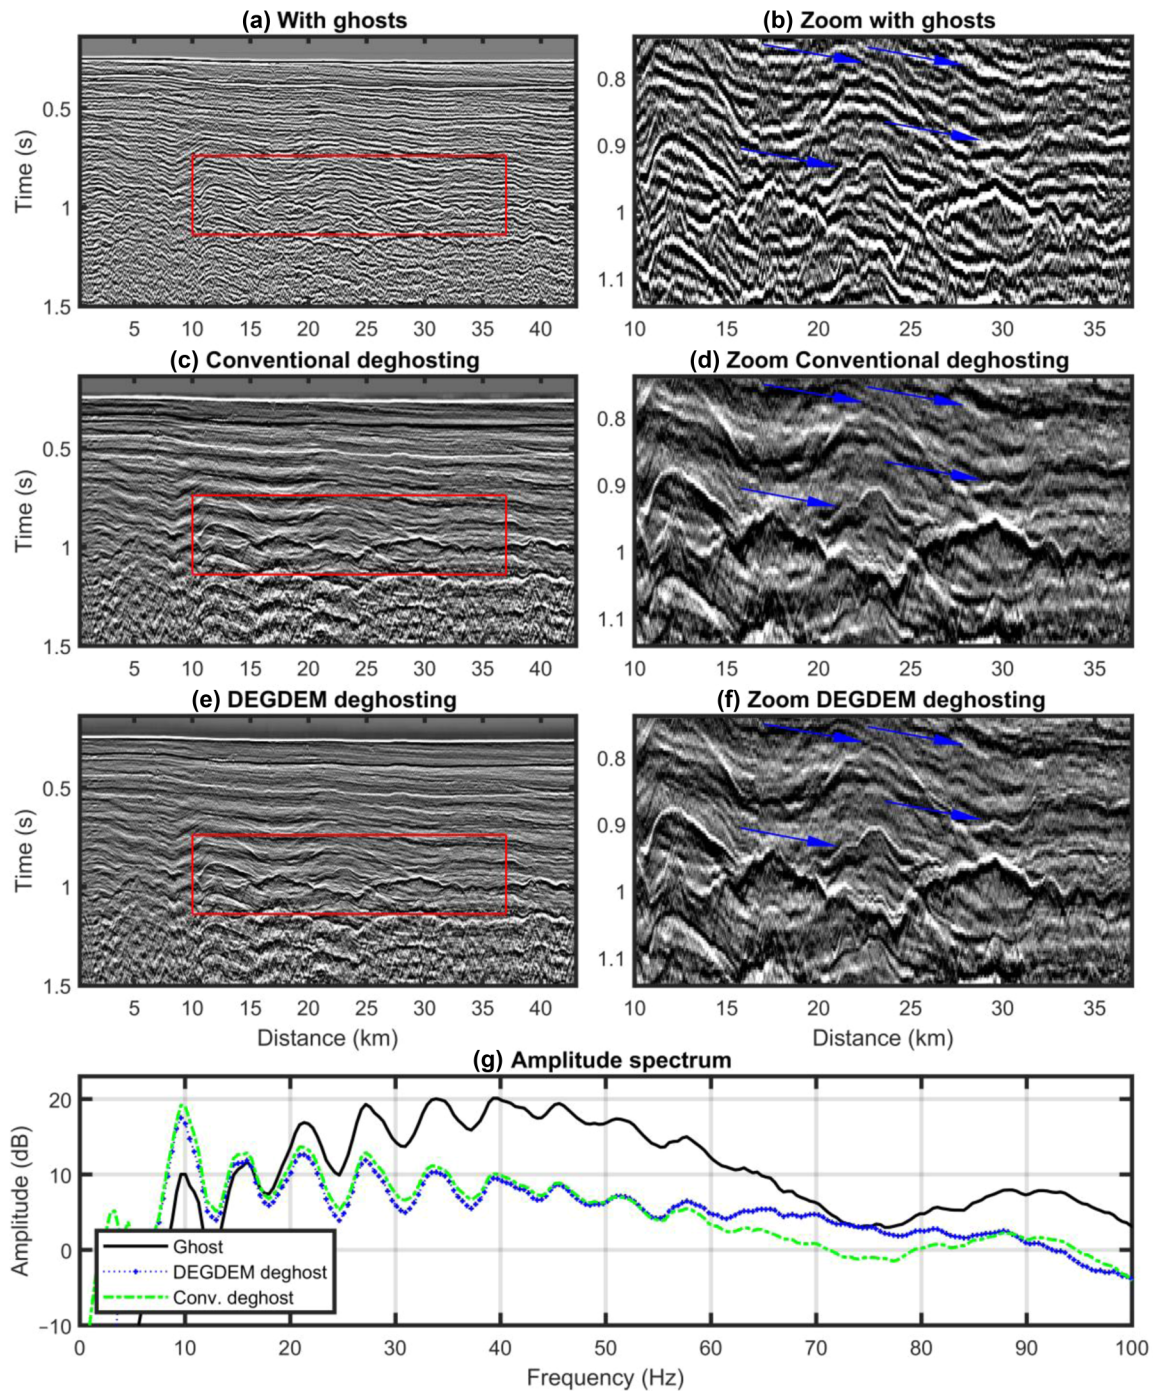 (a) With ghosts
(b) Zoom with ghosts
Time (s)
0.5
1
1.5
5 10 15 20 25 30 35 40
0.8
0.9
1
1.1
10 15 20 25 30 35
(c) Conventional deghosting
(d) Zoom Conventional deghosting
Time (s)
0.5
1
1.5
5 10 15 20 25 30 35 40
0.8
0.9
1
1.1
10 15 20 25 30 35
(e) DEGDEM deghosting
(f) Zoom DEGDEM deghosting
Time (s)
0.5
1
1.5
5 10 15 20 25 30 35 40
Distance (km)
0.8
0.9
1
1.1
10 15 20 25 30 35
Distance (km)
(g) Amplitude spectrum
Amplitude (dB)
20
10
0
−10
Ghost
DEGDEM deghost
Conv. deghost
0 10 20 30 40 50 60 70 80 90 100
Frequency (Hz)